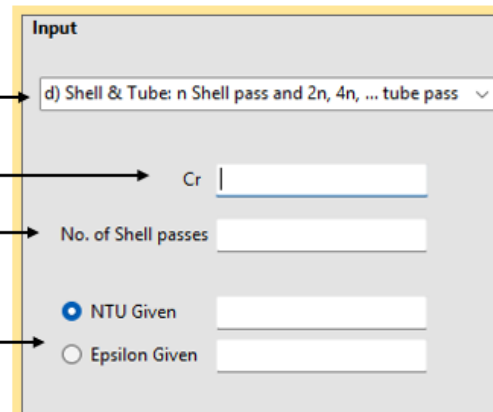 Input
d) Shell & Tube: n Shell pass and 2n, 4n, ... tube pass
Cr
No. of Shell passes
NTU Given
Epsilon Given